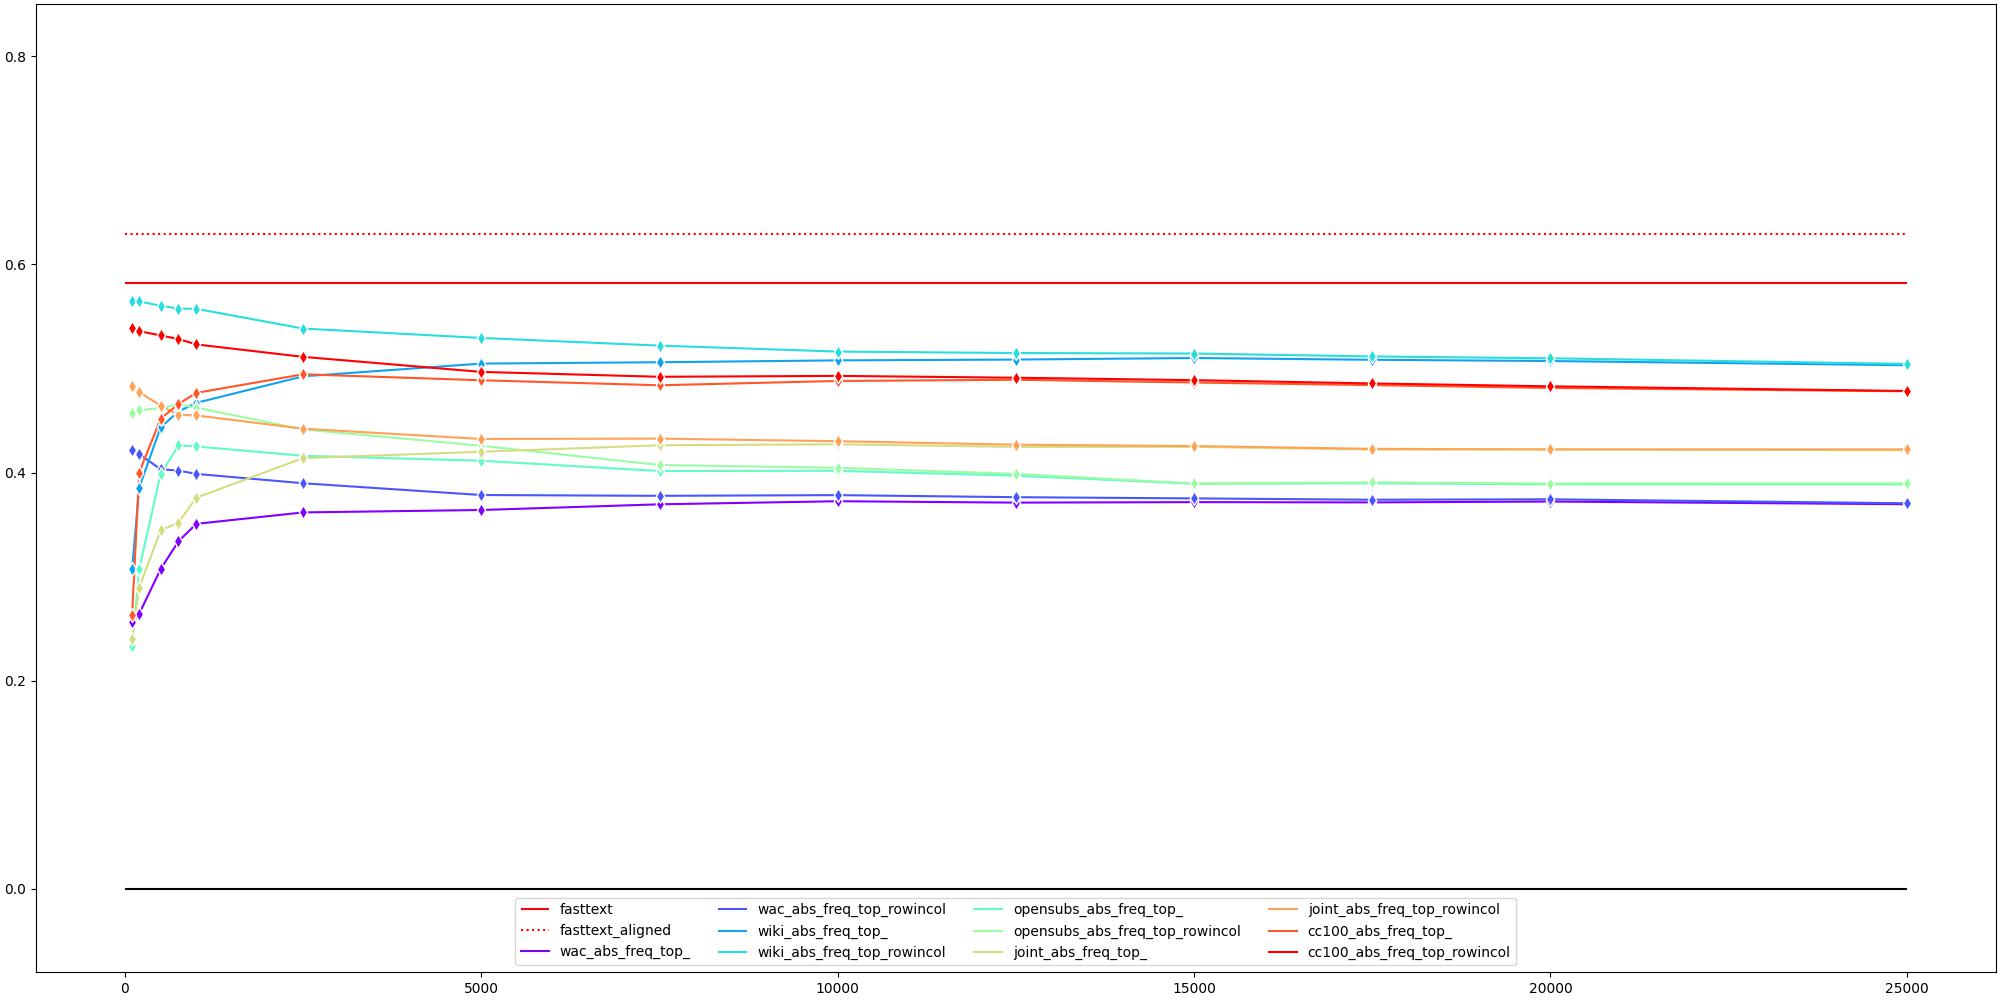 0.8
0.6
0.4
0.2
0.0
fasttext
fasttext_aligned
wac_abs_freq_top_
wac_abs_freq_top_rowincol
wiki_abs_freq_top_
wiki_abs_freq_top_rowincol
opensubs_abs_freq_top_
opensubs_abs_freq_top_rowincol
joint_abs_freq_top_
joint_abs_freq_top_rowincol
cc100_abs_freq_top_
cc100_abs_freq_top_rowincol
0
5000
10000
15000
20000
25000